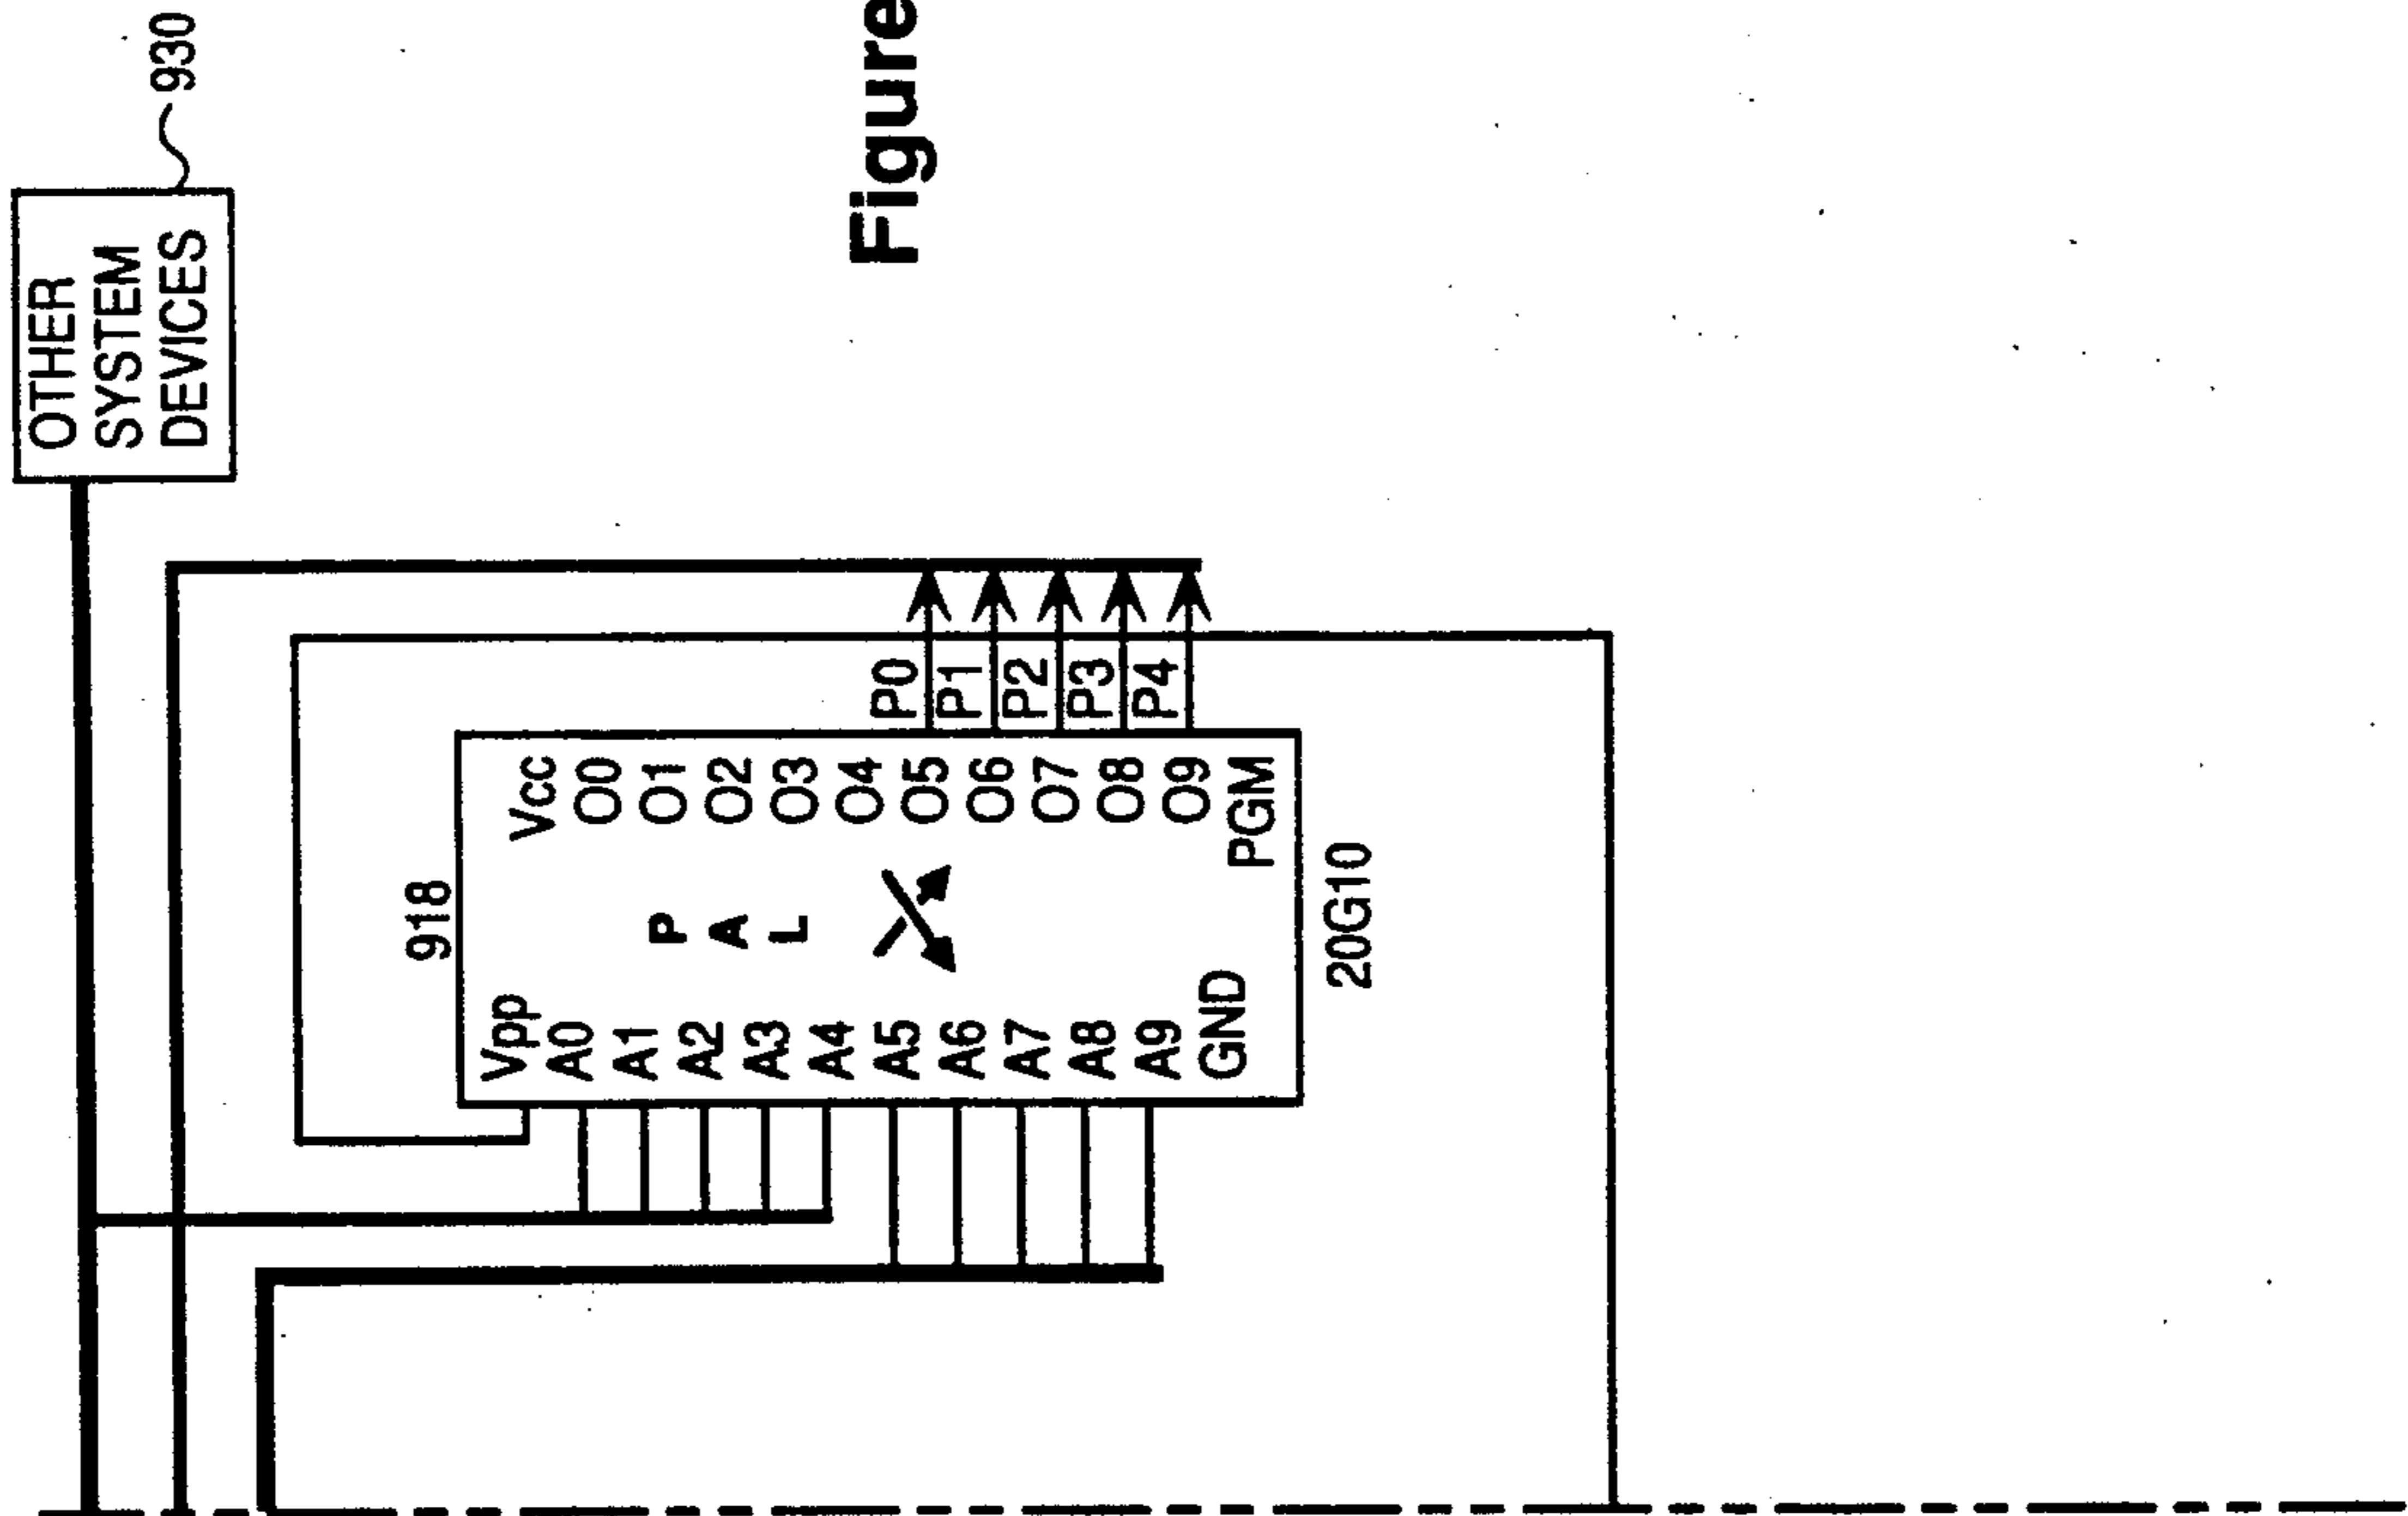 OTHER
SYSTEM
DEVICES
930
918
Vpp
A0
A1
A2
A3
A4
A5
A6
A7
A8
A9
GND
P
A
L
Vcc
O0
O1
O2
O3
O4
O5
O6
O7
O8
O9
PGM
P0
P1
P2
P3
P4
20G10
Figure